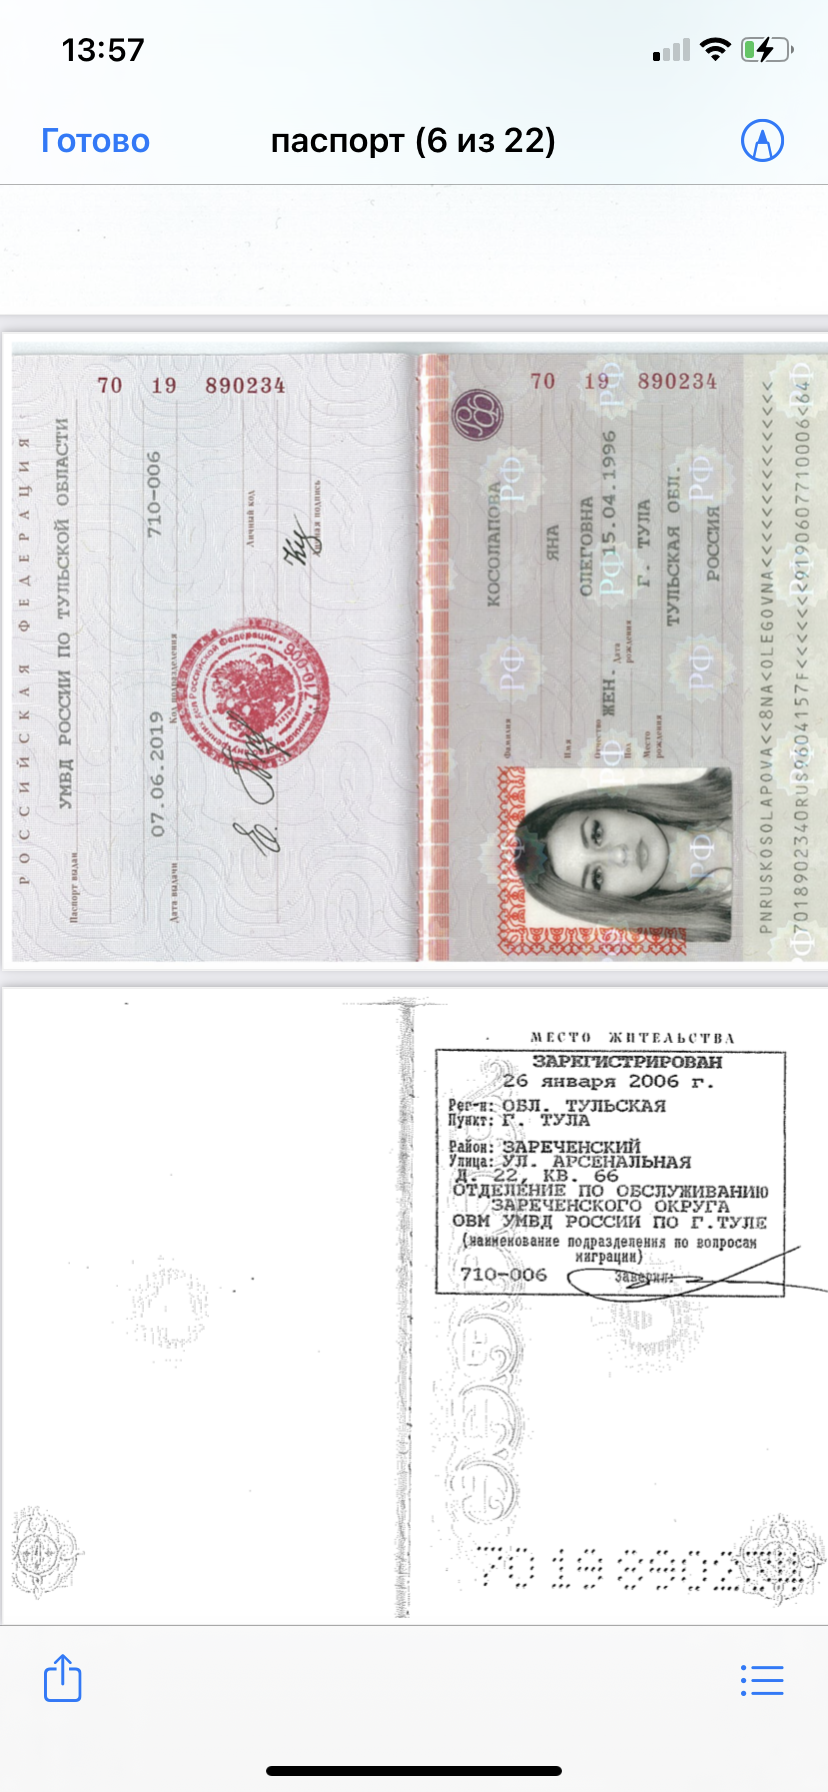 13:57
Готово
паспорт (6 из 22)
РОССИЙСКАЯ ФЕДЕРАЦИЯ
Паспорт выдан
УМВД РОССИИ ПО ТУЛЬСКОЙ ОБЛАСТИ
Дата выдачи
07.06.2019
Код подразделения
710-006
Личный код
Личная подпись
70 19 890234
70 19 890234
Фамилия
КОСОЛАПОВА
Имя
ЯНА
Отчество
ОЛЕГОВНА
Пол
ЖЕН.
Дата рождения
15.04.1996
Место рождения
Г. ТУЛА
ТУЛЬСКАЯ ОБЛ.
РОССИЯ
PNRUSKOSOLAPOVA<<8NA<OLEGOVNA<<<<<<<<<<<<<<<
7018902340RUS9604157F<<<<<<<9190607710006<64
МЕСТО ЖИТЕЛЬСТВА
ЗАРЕГИСТРИРОВАН
26 января 2006 г.
Рег-н: ОБЛ. ТУЛЬСКАЯ
Пункт: Г. ТУЛА
Район: ЗАРЕЧЕНСКИЙ
Улица: УЛ. АРСЕНАЛЬНАЯ
Д. 22, КВ. 66
ОТДЕЛЕНИЕ ПО ОБСЛУЖИВАНИЮ
ЗАРЕЧЕНСКОГО ОКРУГА
ОВМ УМВД РОССИИ ПО Г.ТУЛЕ
(наименование подразделения по вопросам
миграции)
710-006 Заверил:
7019890234